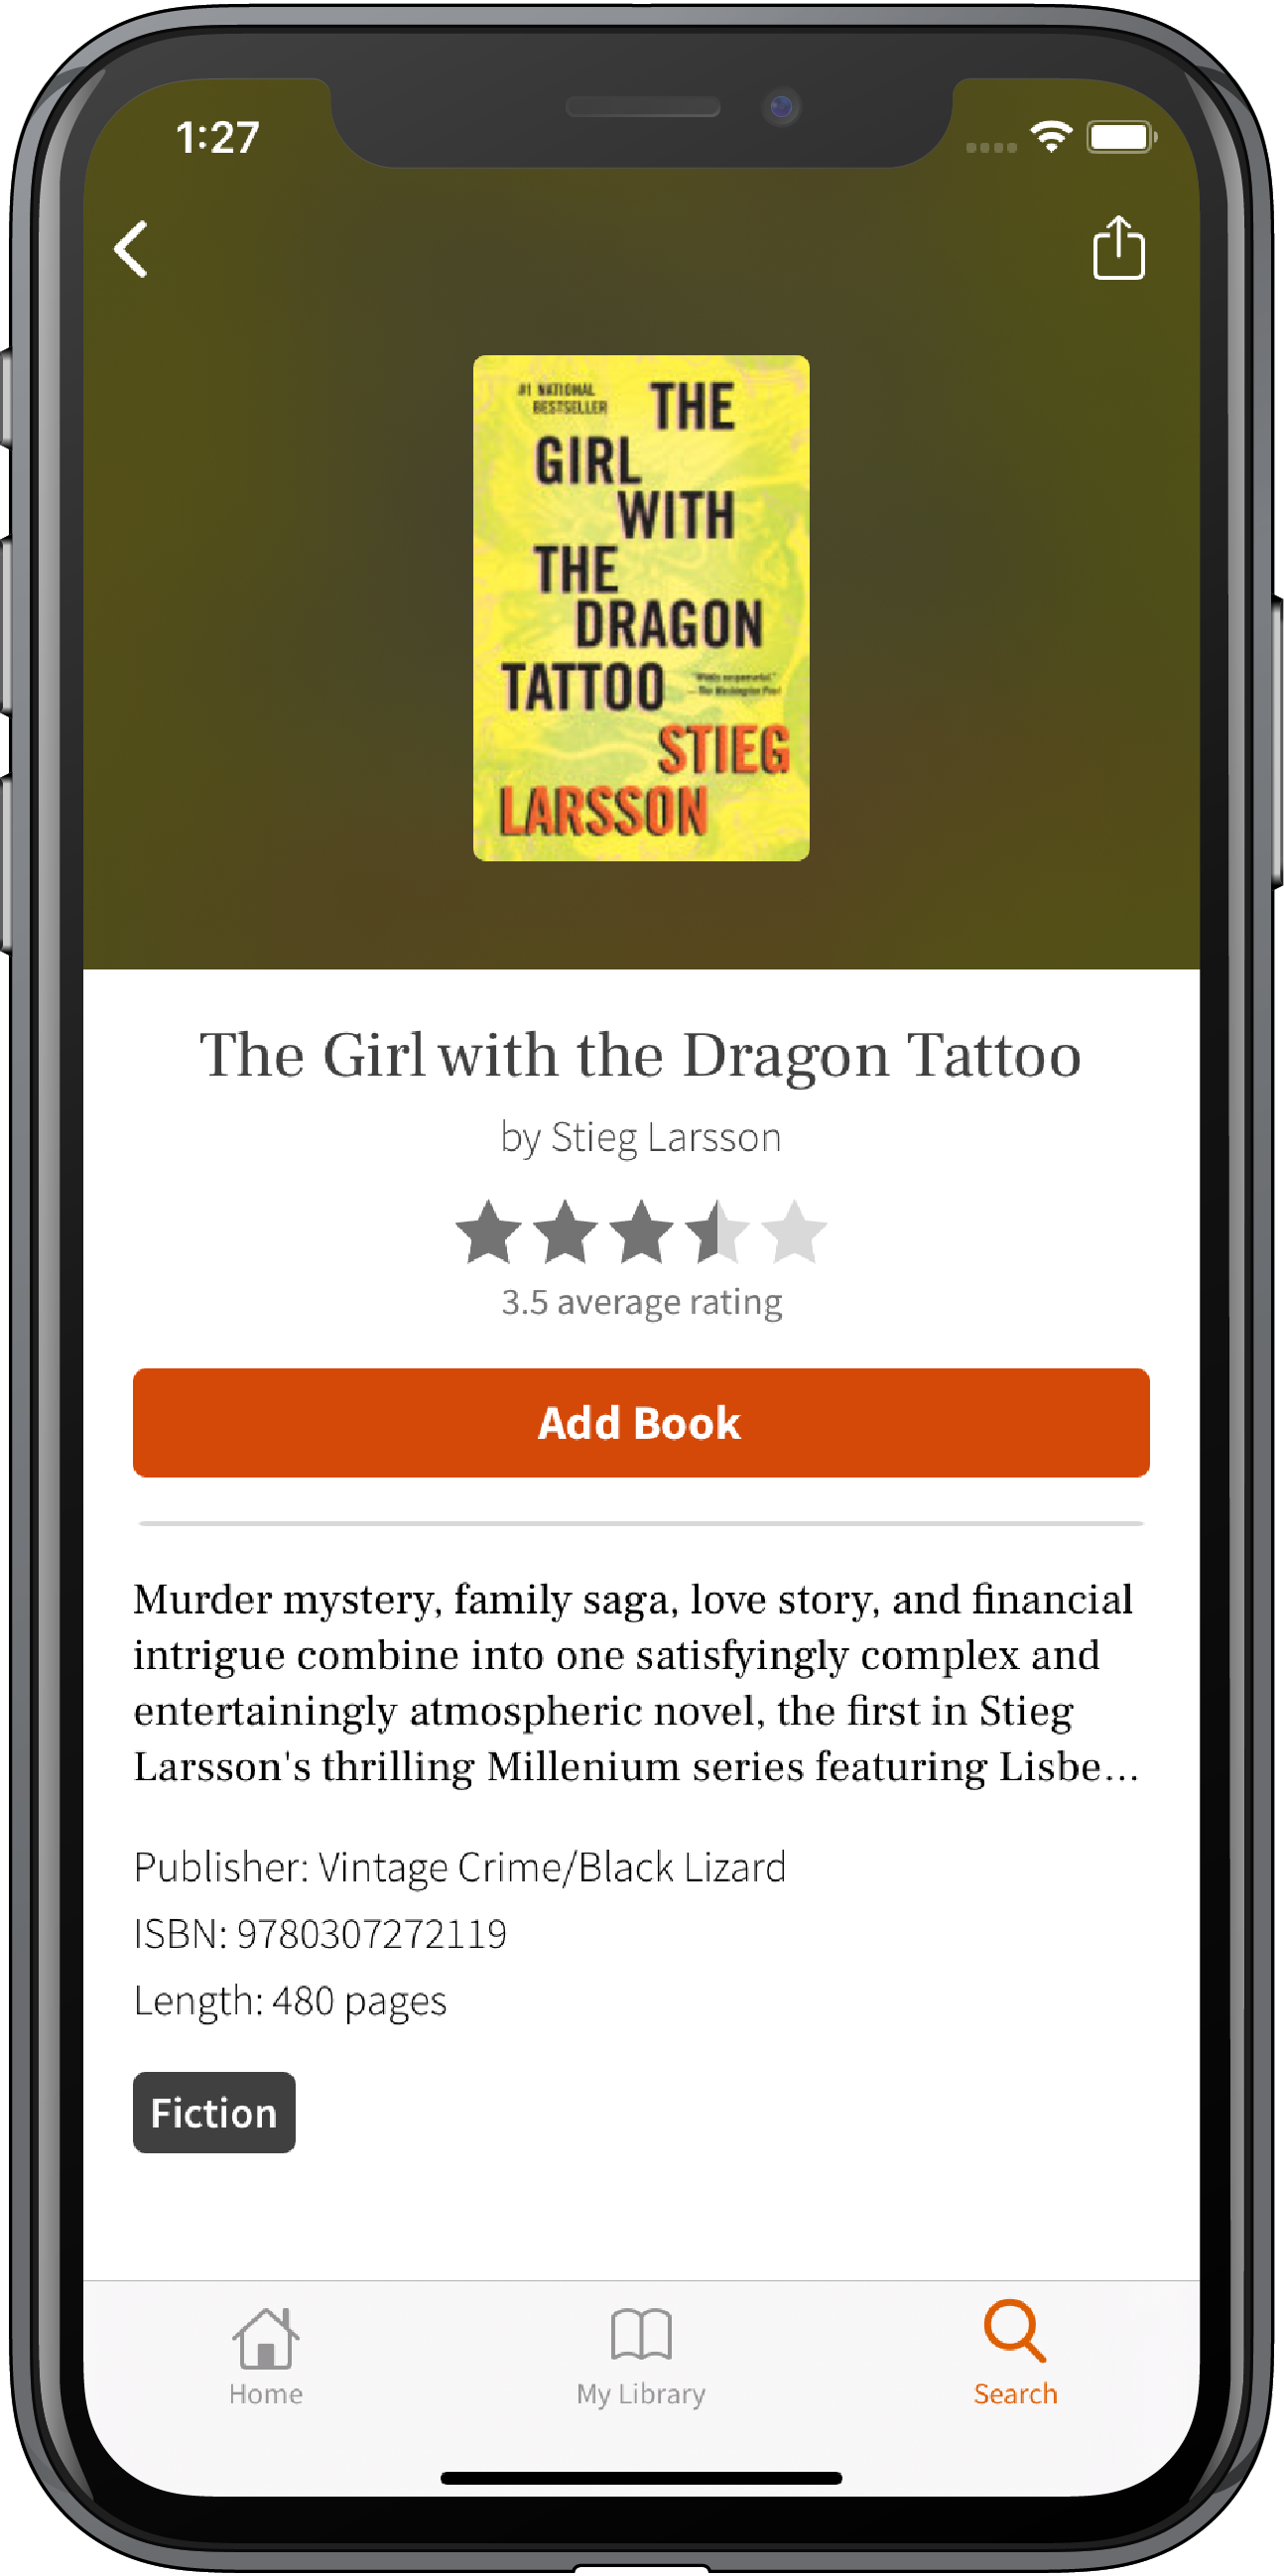 1:27
#1 NATIONAL
BESTSELLER
THE
GIRL
WITH
THE
DRAGON
TATTOO
—The Washington Post
STIEG
LARSSON
The Girl with the Dragon Tattoo
by Stieg Larsson
3.5 average rating
Add Book
Murder mystery, family saga, love story, and financial
intrigue combine into one satisfyingly complex and
entertainingly atmospheric novel, the first in Stieg
Larsson's thrilling Millenium series featuring Lisbe...
Publisher: Vintage Crime/Black Lizard
ISBN: 9780307272119
Length: 480 pages
Fiction
Home
My Library
Search